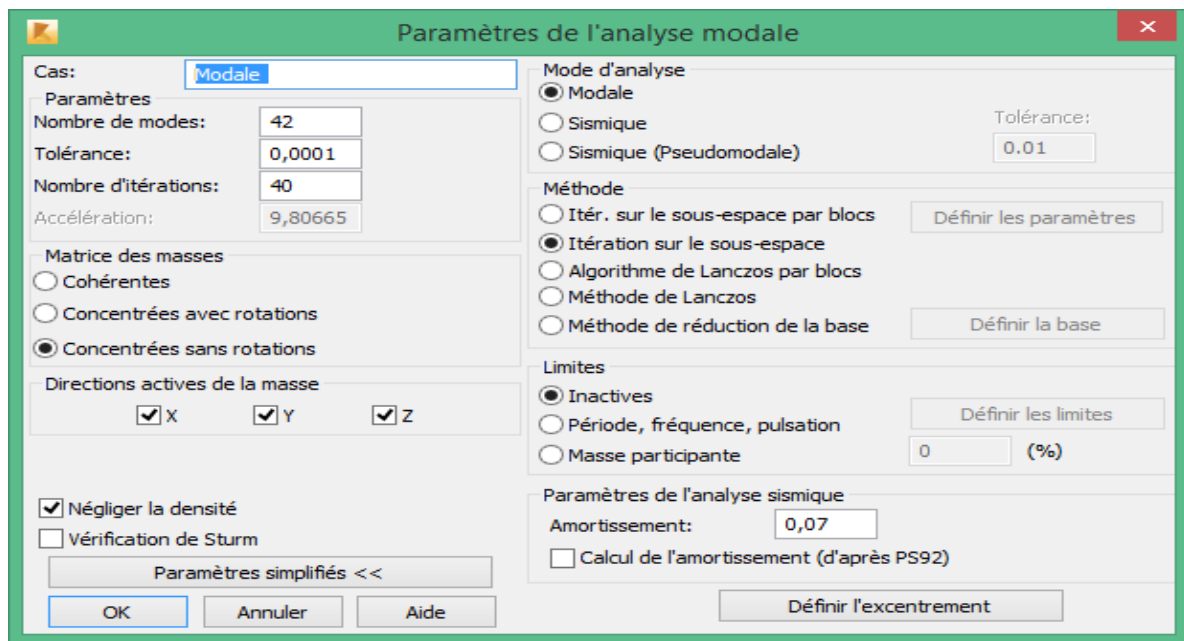 Paramètres de l'analyse modale
Cas: Modale
Paramètres
Nombre de modes: 42
Tolérance: 0,0001
Nombre d'itérations: 40
Accélération: 9,80665
Matrice des masses
Cohérentes
Concentrées avec rotations
Concentrées sans rotations
Directions actives de la masse
X Y Z
Négliger la densité
Vérification de Sturm
Paramètres simplifiés <<
OK Annuler Aide
Mode d'analyse
Modale
Sismique
Sismique (Pseudomodale)
Tolérance:
0.01
Méthode
Itér. sur le sous-espace par blocs Définir les paramètres
Itération sur le sous-espace
Algorithme de Lanczos par blocs
Méthode de Lanczos
Méthode de réduction de la base Définir la base
Limites
Inactives
Période, fréquence, pulsation Définir les limites
Masse participante 0 (%)
Paramètres de l'analyse sismique
Amortissement: 0,07
Calcul de l'amortissement (d'après PS92)
Définir l'excentrement